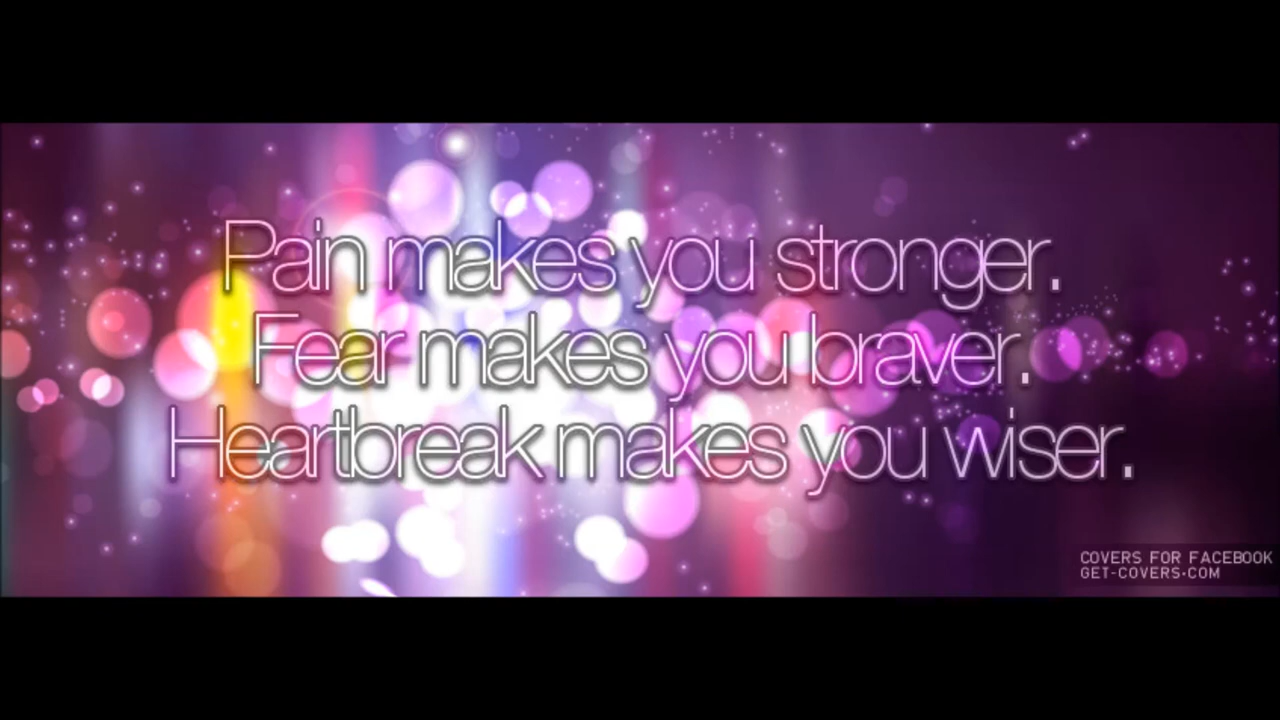 Pain makes you stronger.
Fear makes you braver.
Heartbreak makes you wiser.
COVERS FOR FACEBOOK
GET-COVERS.COM